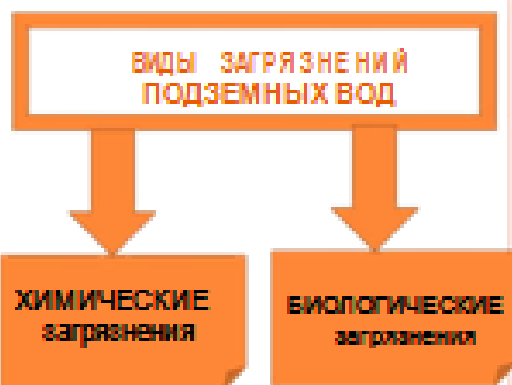 ВИДЫ ЗАГРЯЗНЕНИЙ
ПОДЗЕМНЫХ ВОД
ХИМИЧЕСКИЕ
загрязнения
БИОЛОГИЧЕСКИЕ
загрязнения